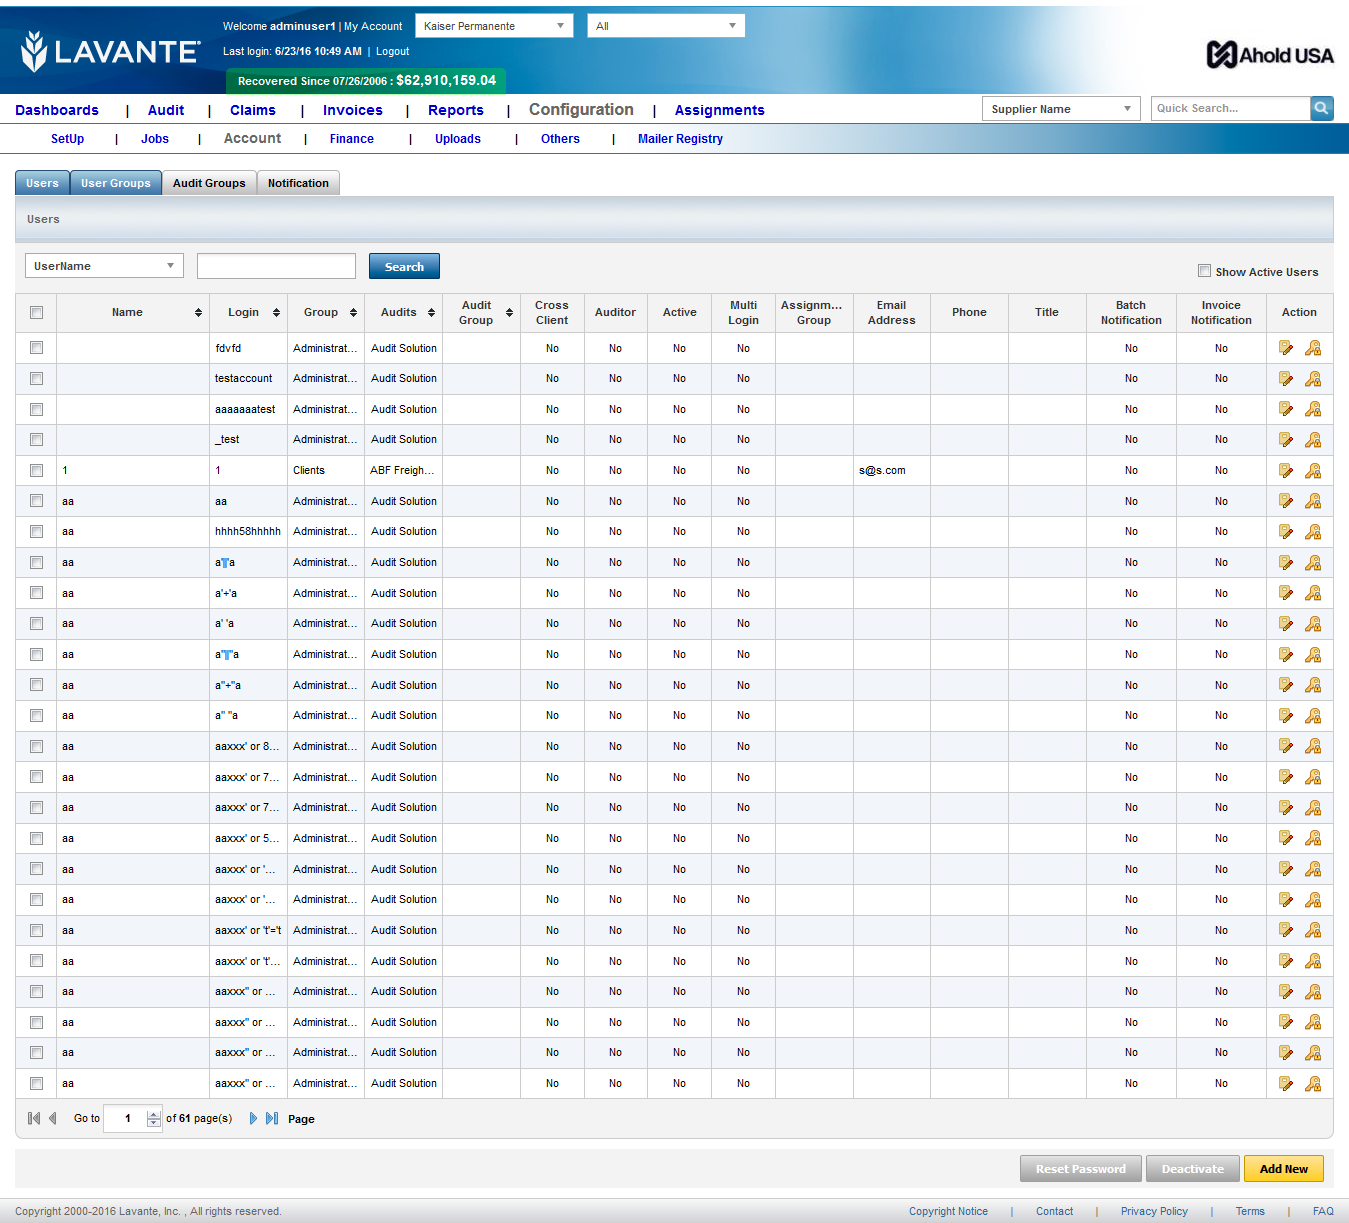 Welcome adminuser1 | My Account
Kaiser Permanente
All
LAVANTE
Last login: 6/23/16 10:49 AM | Logout
Ahold USA
Recovered Since 07/26/2006 : $62,910,159.04
Dashboards | Audit | Claims | Invoices | Reports | Configuration | Assignments
Supplier Name
Quick Search...
SetUp | Jobs | Account | Finance | Uploads | Others | Mailer Registry
Users User Groups Audit Groups Notification
Users
UserName
Search
Show Active Users
Name Login Group Audits Audit Group Cross Client Auditor Active Multi Login Assignm... Group Email Address Phone Title Batch Notification Invoice Notification Action
fdvfd Administrat... Audit Solution No No No No No No
testaccount Administrat... Audit Solution No No No No No No
aaaaaaatest Administrat... Audit Solution No No No No No No
_test Administrat... Audit Solution No No No No No No
1 1 Clients ABF Freigh... No No No No s@s.com No No
aa aa Administrat... Audit Solution No No No No No No
aa hhhh58hhhhh Administrat... Audit Solution No No No No No No
aa Administrat... Audit Solution No No No No No No
aa a'+'a Administrat... Audit Solution No No No No No No
aa a' 'a Administrat... Audit Solution No No No No No No
aa Administrat... Audit Solution No No No No No No
aa a"+"a Administrat... Audit Solution No No No No No No
aa a" "a Administrat... Audit Solution No No No No No No
aa aaxxx' or 8... Administrat... Audit Solution No No No No No No
aa aaxxx' or 7... Administrat... Audit Solution No No No No No No
aa aaxxx' or 7... Administrat... Audit Solution No No No No No No
aa aaxxx' or 5... Administrat... Audit Solution No No No No No No
aa aaxxx' or '... Administrat... Audit Solution No No No No No No
aa aaxxx' or '... Administrat... Audit Solution No No No No No No
aa aaxxx' or 't'='t Administrat... Audit Solution No No No No No No
aa aaxxx' or 't'... Administrat... Audit Solution No No No No No No
aa aaxxx" or ... Administrat... Audit Solution No No No No No No
aa aaxxx" or ... Administrat... Audit Solution No No No No No No
aa aaxxx" or ... Administrat... Audit Solution No No No No No No
aa aaxxx" or ... Administrat... Audit Solution No No No No No No
Go to 1 of 61 page(s) Page
Reset Password Deactivate Add New
Copyright 2000-2016 Lavante, Inc. , All rights reserved.
Copyright Notice | Contact | Privacy Policy | Terms | FAQ